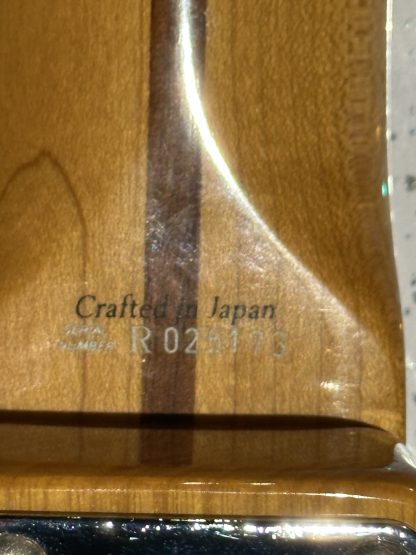 Crafted in Japan
SERIAL
NUMBER R025173